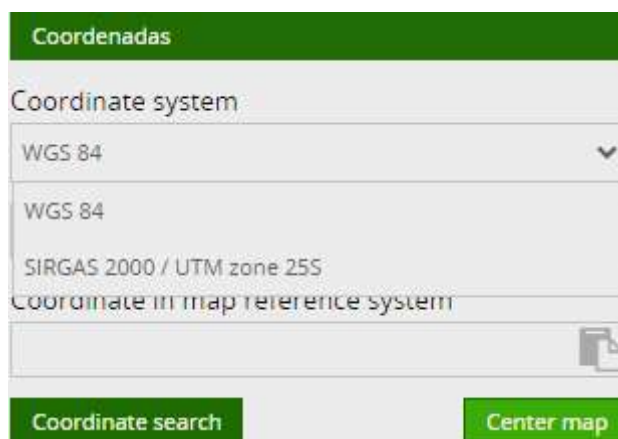 Coordenadas
Coordinate system
WGS 84
WGS 84
SIRGAS 2000 / UTM zone 25S
Coordinate in map reference system
Coordinate search
Center map